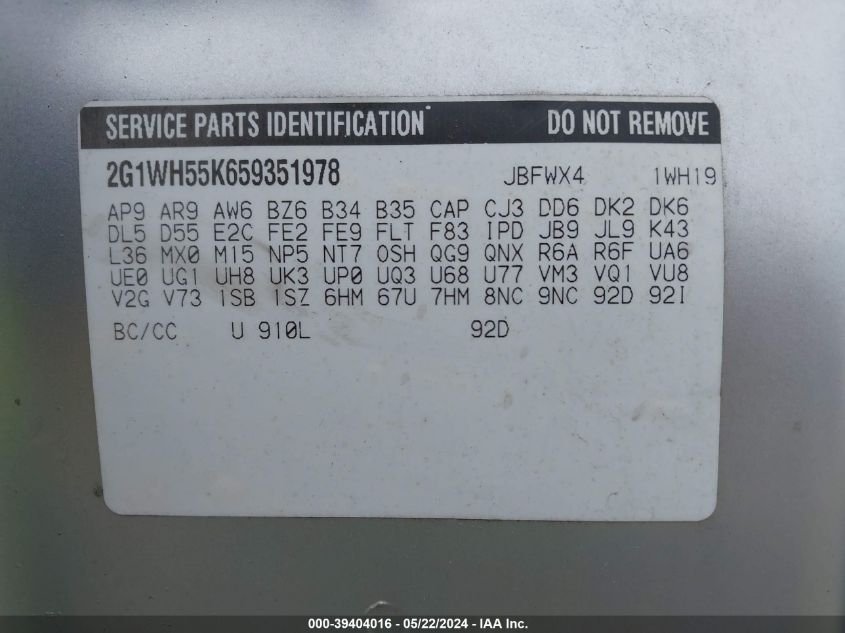 SERVICE PARTS IDENTIFICATION DO NOT REMOVE
2G1WH55K659351978 JBFWX4 1WH19
AP9 AR9 AW6 BZ6 B34 B35 CAP CJ3 DD6 DK2 DK6
DL5 D55 E2C FE2 FE9 FLT F83 IPD JB9 JL9 K43
L36 MX0 M15 NP5 NT7 OSH QG9 QNX R6A R6F UA6
UE0 UG1 UH8 UK3 UP0 UQ3 U68 U77 VM3 VQ1 VU8
V2G V73 1SB 1SZ 6HM 67U 7HM 8NC 9NC 92D 92I
BC/CC U 910L 92D
000-39404016 - 05/22/2024 - IAA Inc.